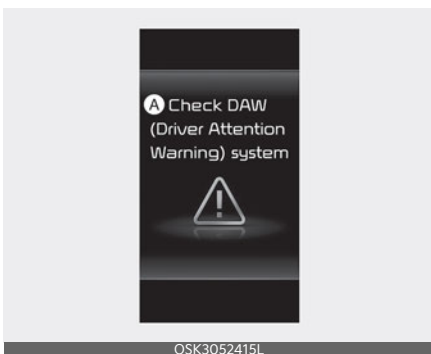 A Check DAW
(Driver Attention
Warning) system
OSK3052415L